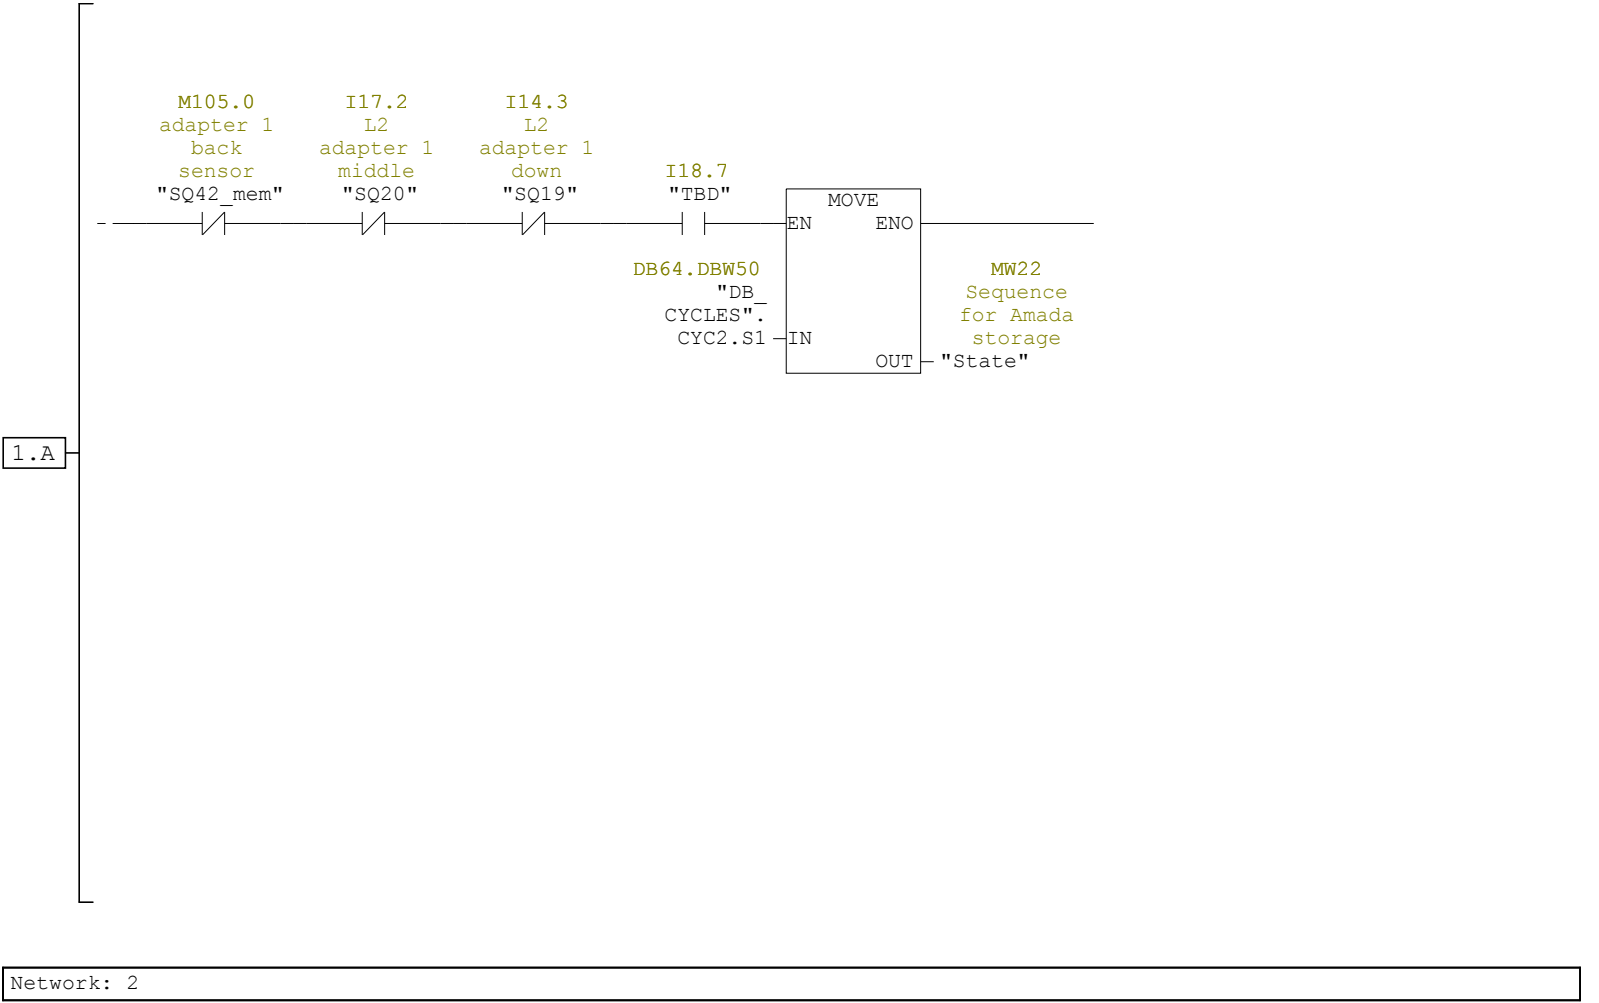 M105.0
adapter 1
back
sensor
"SQ42_mem"
I17.2
L2
adapter 1
middle
"SQ20"
I14.3
L2
adapter 1
down
"SQ19"
I18.7
"TBD"
MOVE
EN ENO
DB64.DBW50
"DB_
CYCLES".
CYC2.S1
IN
OUT
MW22
Sequence
for Amada
storage
"State"
1.A
Network: 2